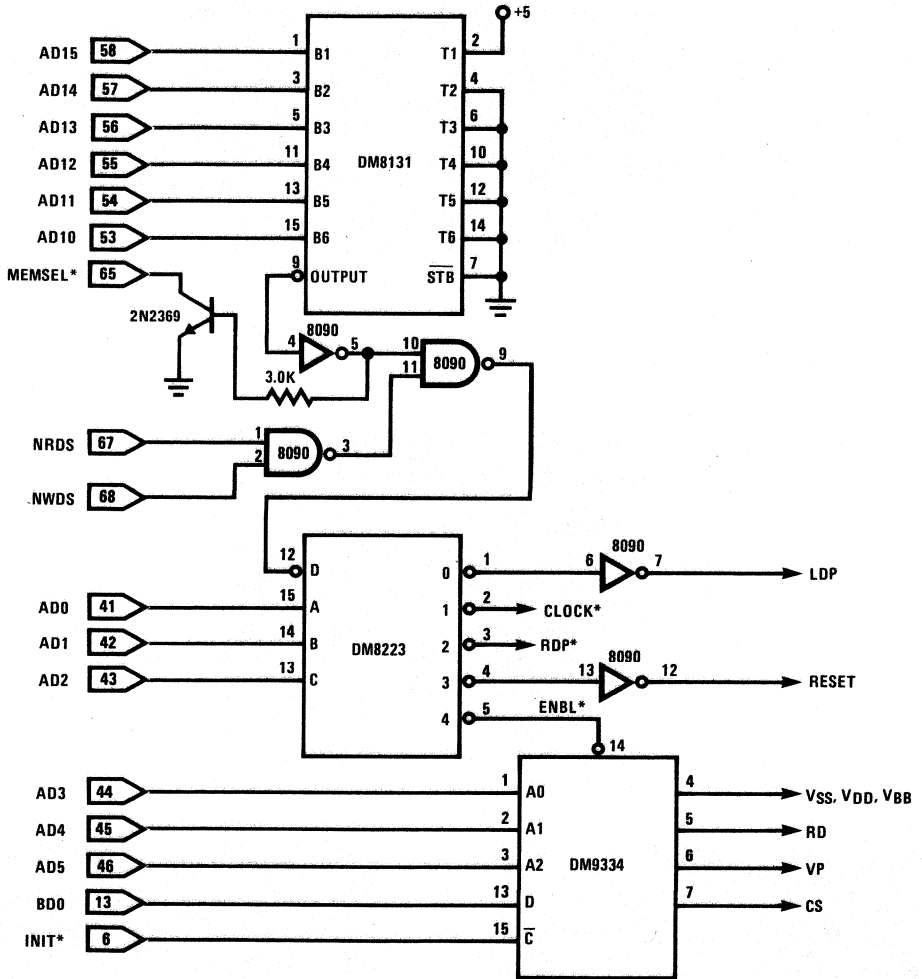 +5
AD15 58 1 B1 T1 2
AD14 57 3 B2 T2 4
AD13 56 5 B3 T3 6
AD12 55 11 B4 DM8131 T4 10
AD11 54 13 B5 T5 12
AD10 53 15 B6 T6 14
MEMSEL* 65 9 OUTPUT STB 7
2N2369
8090
4 5 10 8090 9
3.0K 11
NRDS 67 1 8090 3
NWDS 68 2
12 D 0 1 6 8090 7 LDP
AD0 41 15 A 1 2 CLOCK*
AD1 42 14 B DM8223 2 3 RDP*
AD2 43 13 C 3 4 13 8090 12 RESET
4 5 ENBL*
14
AD3 44 1 A0 4 VSS, VDD, VBB
AD4 45 2 A1 5 RD
AD5 46 3 A2 DM9334 6 VP
BD0 13 13 D 7 CS
INIT* 6 15 C